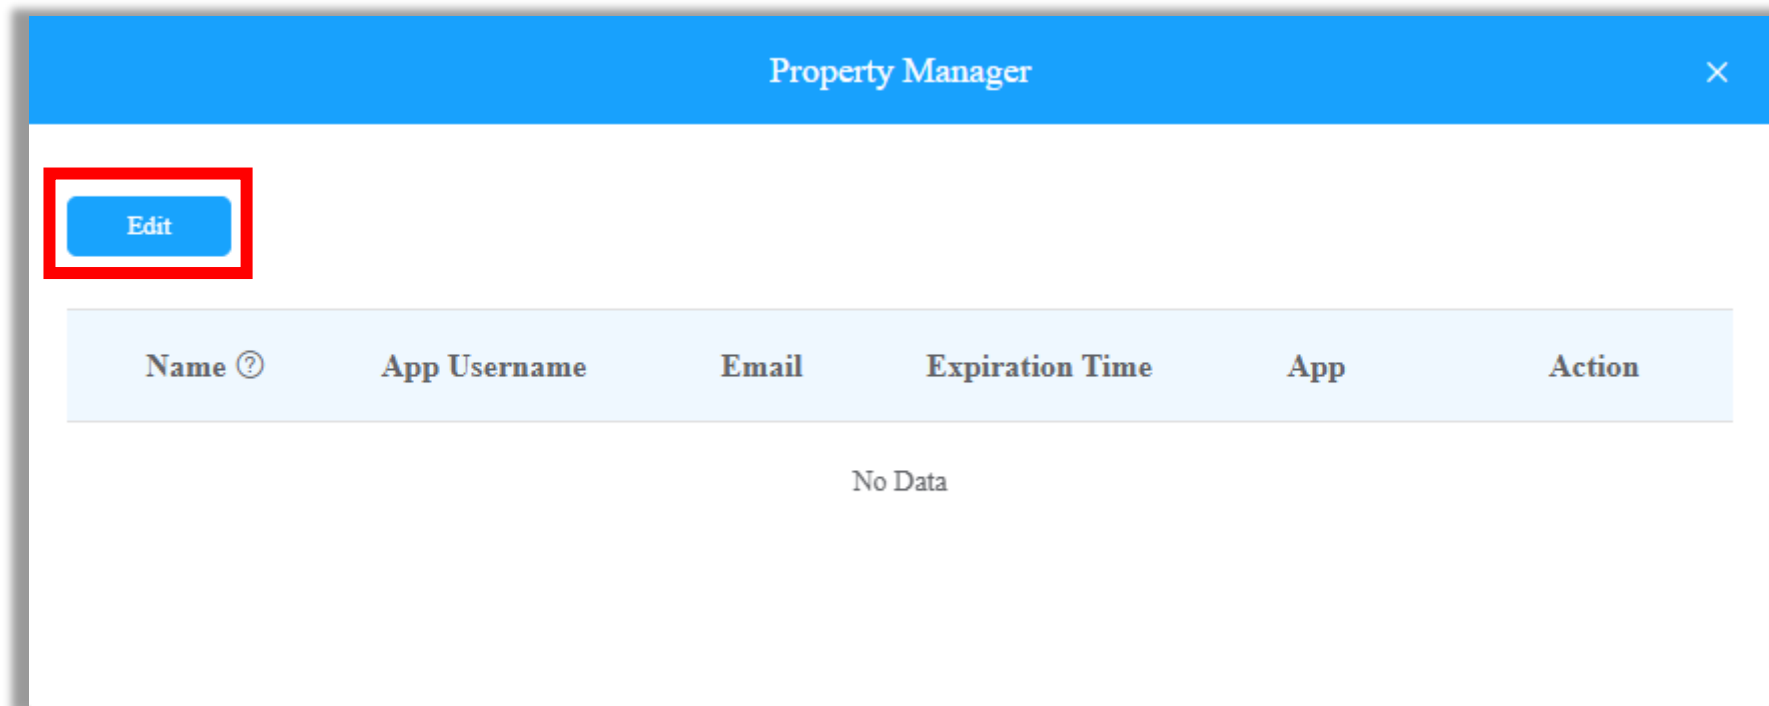 Property Manager
Edit
Name App Username Email Expiration Time App Action
No Data